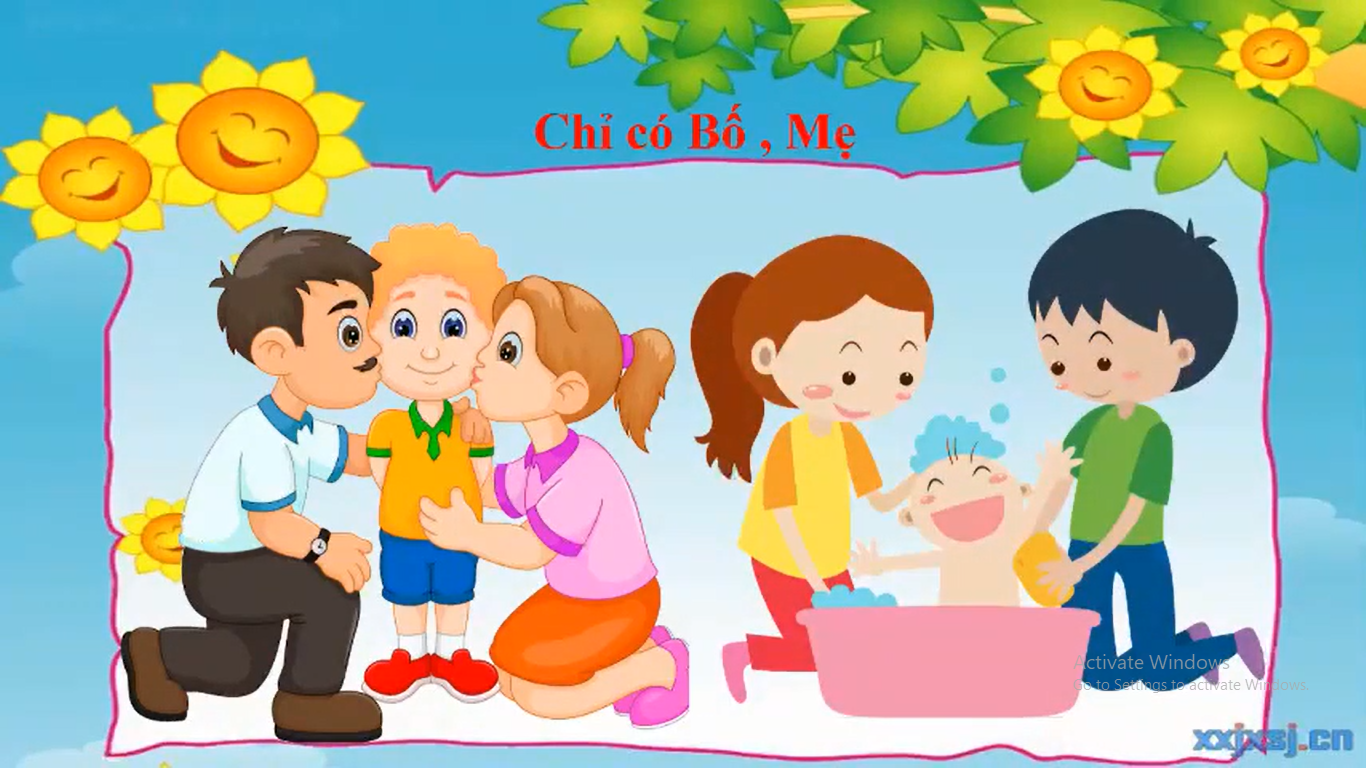 Chỉ có Bố , Mẹ
Activate Windows
Go to Settings to activate Windows.
xxjxsj.cn